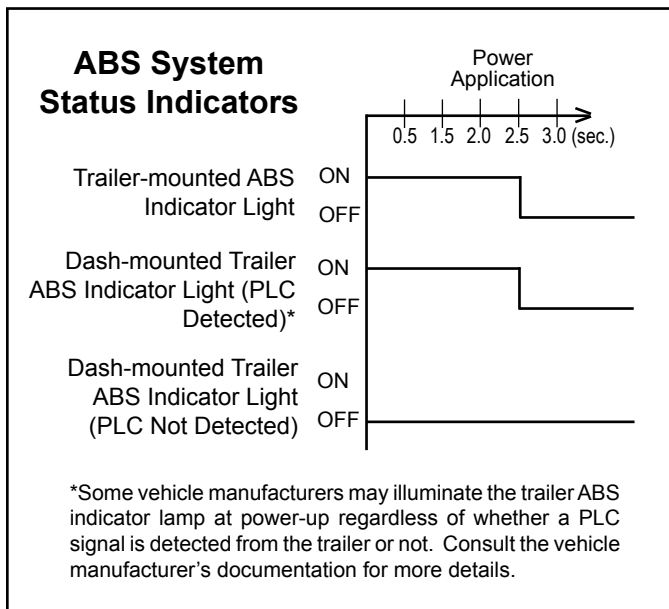 ABS System
Status Indicators
Power
Application
0.5 1.5 2.0 2.5 3.0 (sec.)
Trailer-mounted ABS
Indicator Light
ON
OFF
Dash-mounted Trailer
ABS Indicator Light (PLC
Detected)*
ON
OFF
Dash-mounted Trailer
ABS Indicator Light
(PLC Not Detected)
ON
OFF
*Some vehicle manufacturers may illuminate the trailer ABS
indicator lamp at power-up regardless of whether a PLC
signal is detected from the trailer or not. Consult the vehicle
manufacturer's documentation for more details.